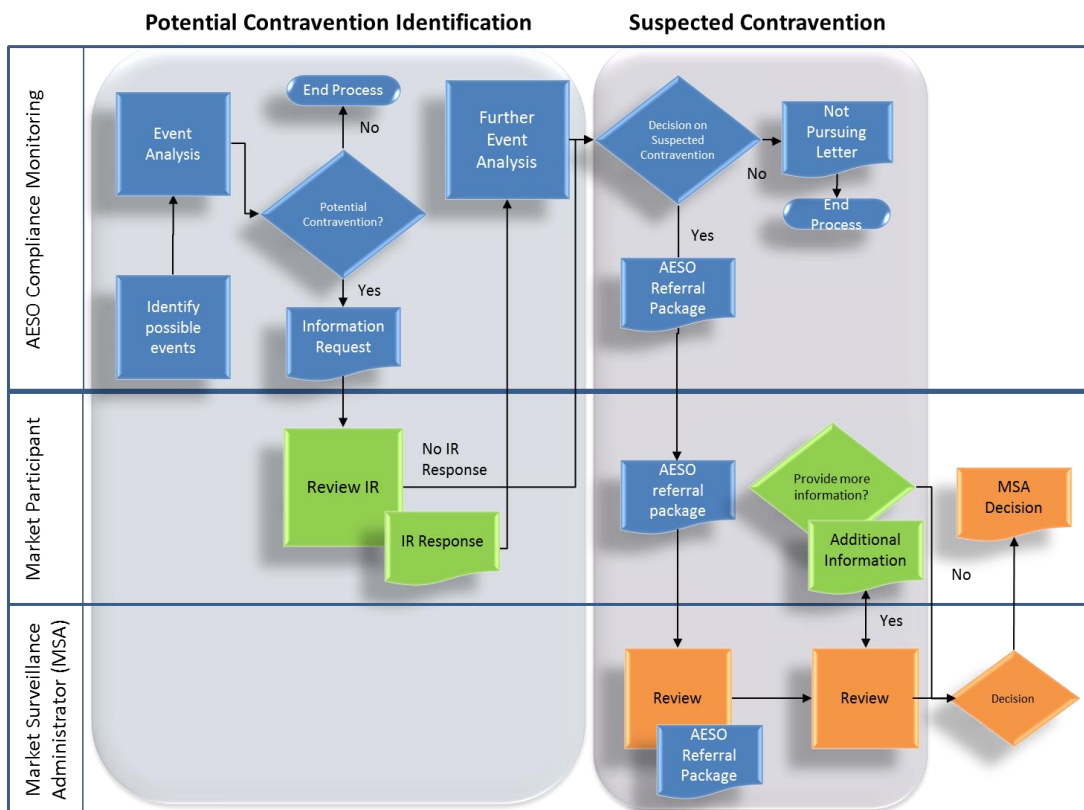 Potential Contravention Identification
Suspected Contravention
AESO Compliance Monitoring
Event
Analysis
End Process
No
Potential
Contravention?
Yes
Identify
possible
events
Information
Request
Further
Event
Analysis
Decision on
Suspected
Contravention
No
Not
Pursuing
Letter
End
Process
Yes
AESO
Referral
Package
Market Participant
Review IR
No IR
Response
IR Response
AESO
referral
package
Provide more
information?
Additional
Information
MSA
Decision
No
Yes
Market Surveillance
Administrator (MSA)
Review
AESO
Referral
Package
Review
Decision